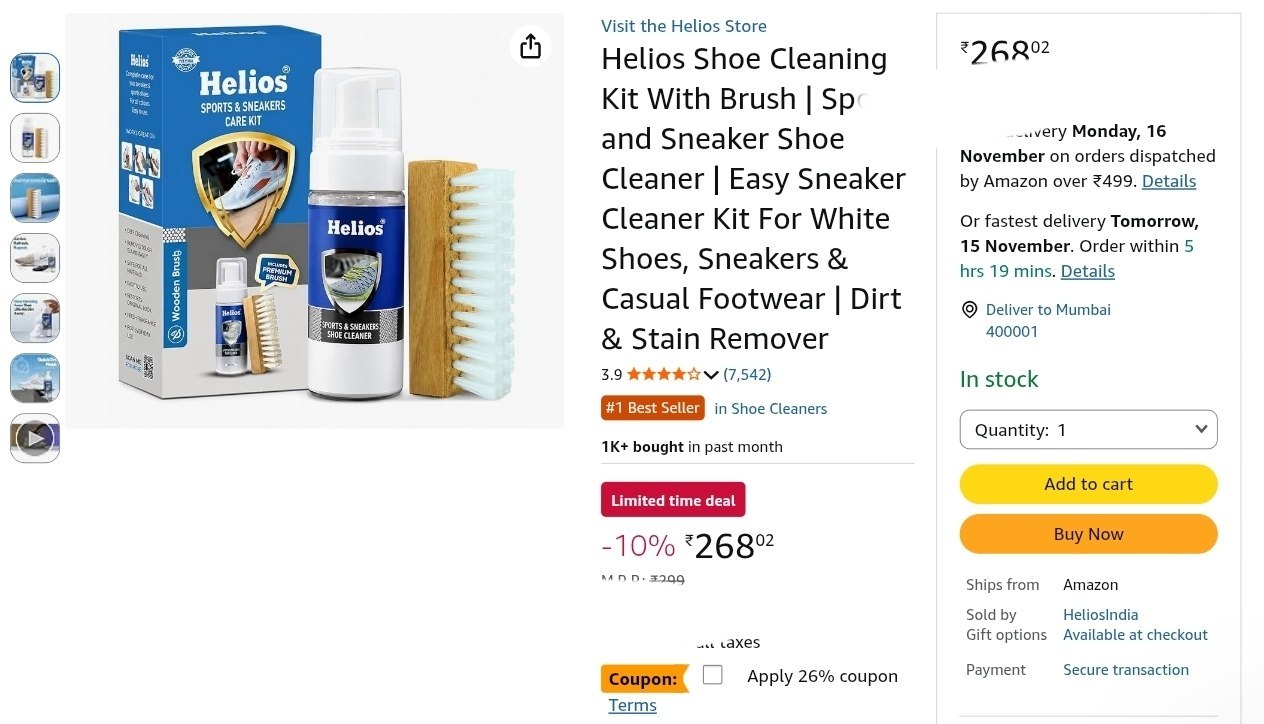 Helios®
SPORTS & SNEAKERS
CARE KIT
Wooden Brush
INCLUDES
PREMIUM
BRUSH
Helios®
SPORTS & SNEAKERS
SHOE CLEANER
Visit the Helios Store
Helios Shoe Cleaning
Kit With Brush |
and Sneaker Shoe
Cleaner | Easy Sneaker
Cleaner Kit For White
Shoes, Sneakers &
Casual Footwear | Dirt
& Stain Remover
3.9 (7,542)
#1 Best Seller in Shoe Cleaners
1K+ bought in past month
Limited time deal
-10% ₹26802
₹299
taxes
Coupon: Apply 26% coupon
Terms
₹26802
Monday, 16
November on orders dispatched
by Amazon over ₹499. Details
Or fastest delivery Tomorrow,
15 November. Order within 5
hrs 19 mins. Details
Deliver to Mumbai
400001
In stock
Quantity: 1
Add to cart
Buy Now
Ships from Amazon
Sold by HeliosIndia
Gift options Available at checkout
Payment Secure transaction